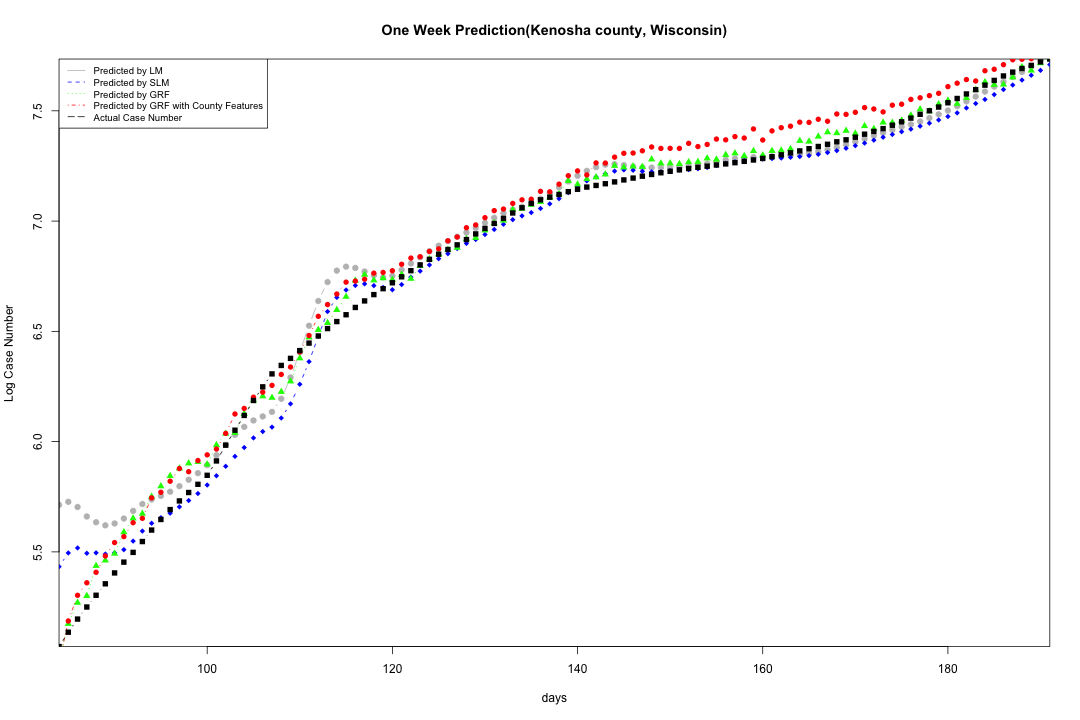 One Week Prediction(Kenosha county, Wisconsin)
Predicted by LM
Predicted by SLM
Predicted by GRF
Predicted by GRF with County Features
Actual Case Number
7.5
7.0
6.5
6.0
5.5
Log Case Number
100 120 140 160 180
days